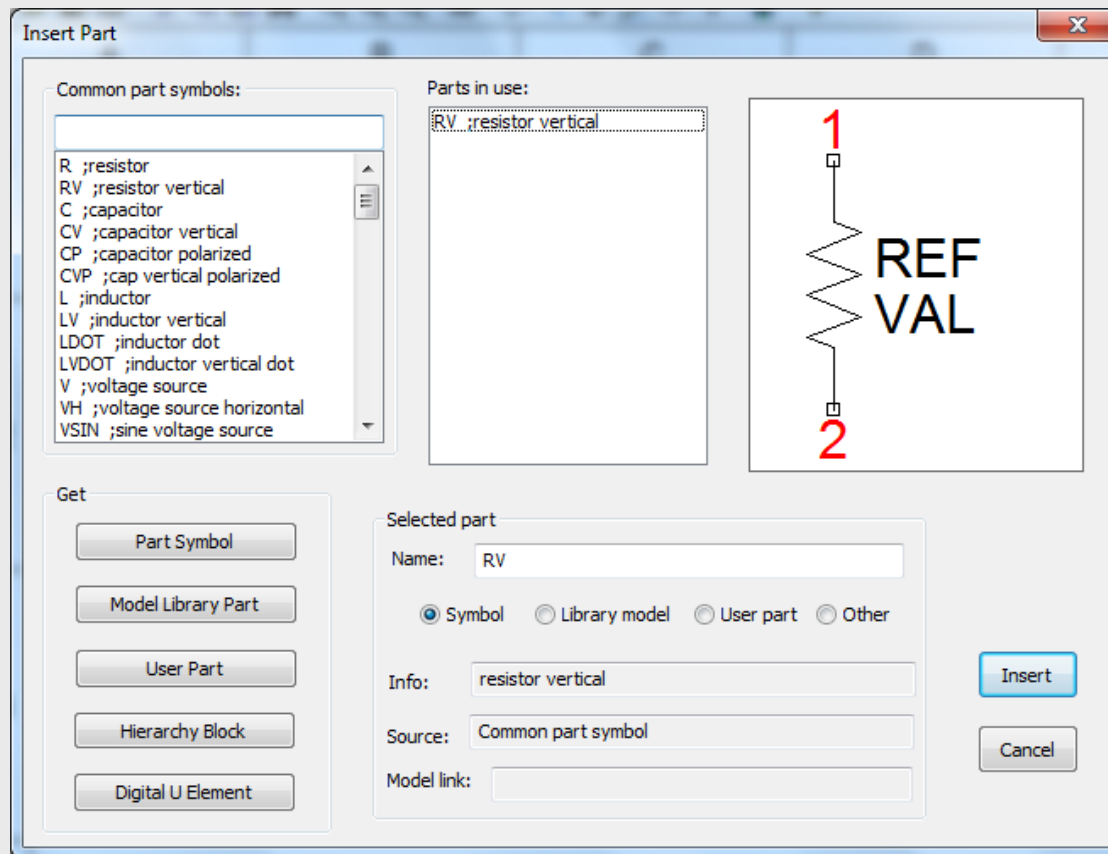 Insert Part
Common part symbols:
R ;resistor
RV ;resistor vertical
C ;capacitor
CV ;capacitor vertical
CP ;capacitor polarized
CVP ;cap vertical polarized
L ;inductor
LV ;inductor vertical
LDOT ;inductor dot
LVDOT ;inductor vertical dot
V ;voltage source
VH ;voltage source horizontal
VSIN ;sine voltage source
Parts in use:
RV ;resistor vertical
1
REF
VAL
2
Get
Part Symbol
Model Library Part
User Part
Hierarchy Block
Digital U Element
Selected part
Name: RV
Symbol Library model User part Other
Info: resistor vertical
Source: Common part symbol
Model link:
Insert
Cancel